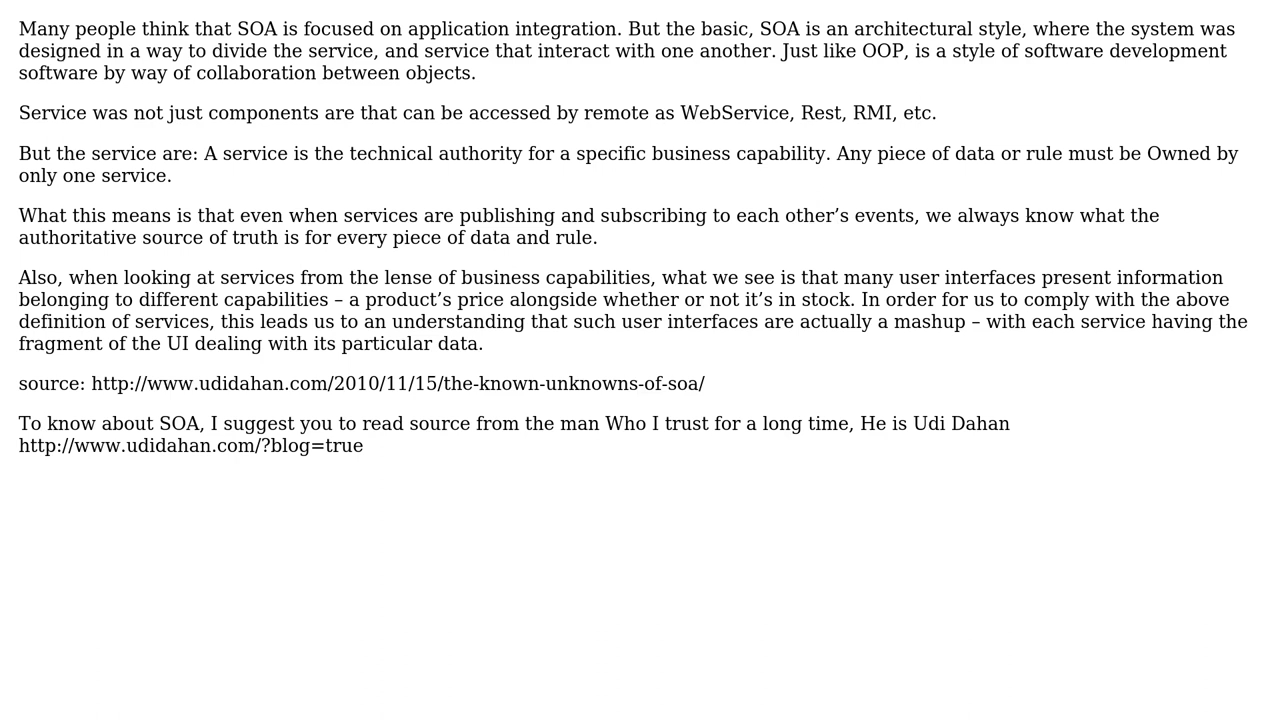 Many people think that SOA is focused on application integration. But the basic, SOA is an architectural style, where the system was
designed in a way to divide the service, and service that interact with one another. Just like OOP, is a style of software development
software by way of collaboration between objects.
Service was not just components are that can be accessed by remote as WebService, Rest, RMI, etc.
But the service are: A service is the technical authority for a specific business capability. Any piece of data or rule must be Owned by
only one service.
What this means is that even when services are publishing and subscribing to each other’s events, we always know what the
authoritative source of truth is for every piece of data and rule.
Also, when looking at services from the lense of business capabilities, what we see is that many user interfaces present information
belonging to different capabilities – a product’s price alongside whether or not it’s in stock. In order for us to comply with the above
definition of services, this leads us to an understanding that such user interfaces are actually a mashup – with each service having the
fragment of the UI dealing with its particular data.
source: http://www.udidahan.com/2010/11/15/the-known-unknowns-of-soa/
To know about SOA, I suggest you to read source from the man Who I trust for a long time, He is Udi Dahan
http://www.udidahan.com/?blog=true